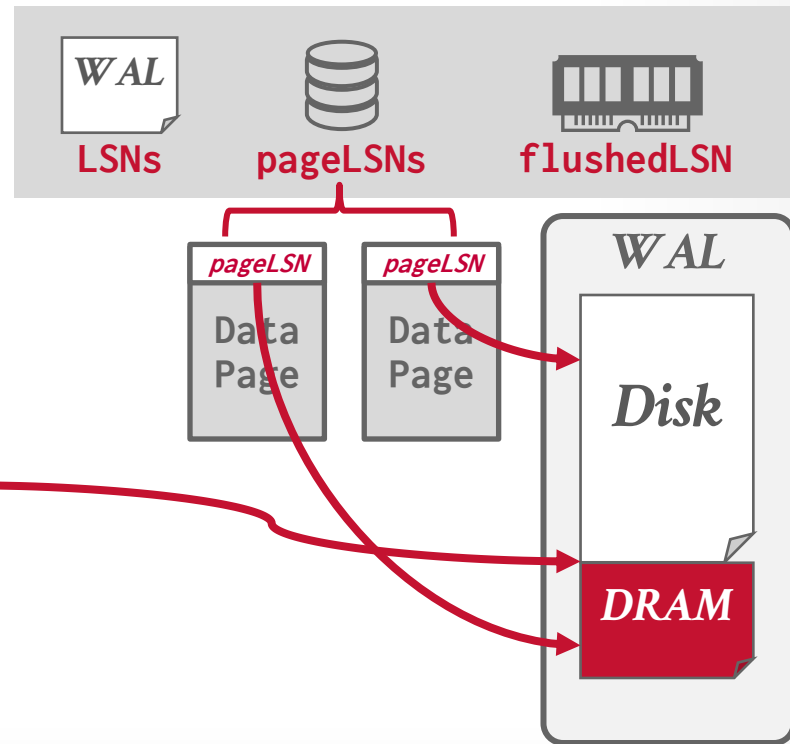 WAL
LSNs pageLSNs flushedLSN
pageLSN pageLSN
WAL
Data
Page
Data
Page
Disk
DRAM